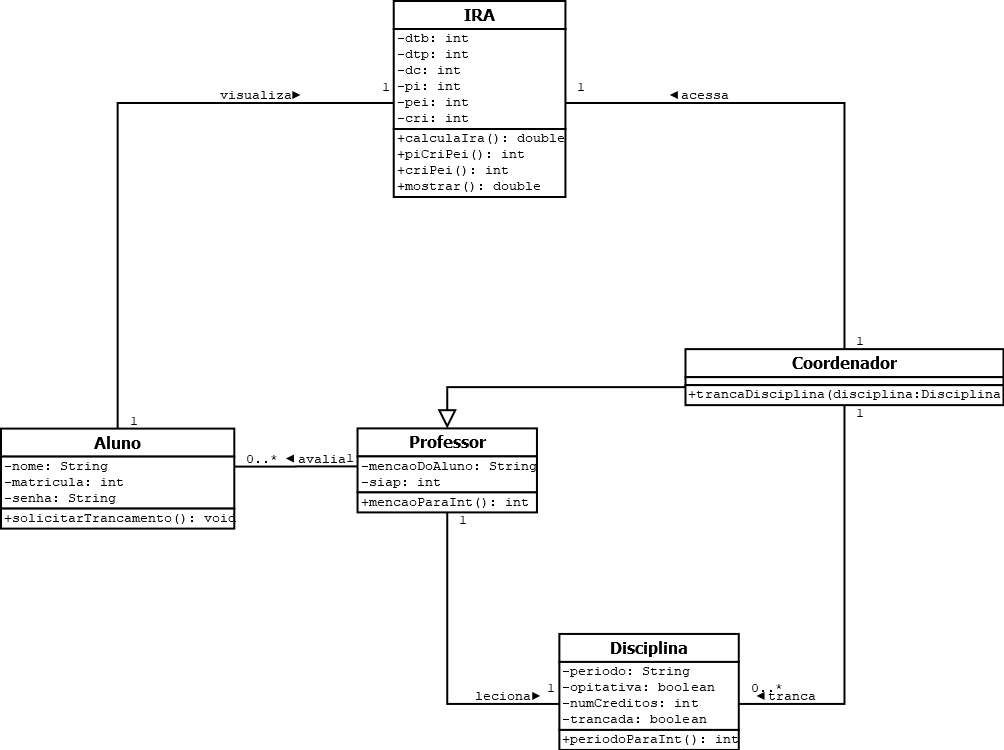 IRA
-dtb: int
-dtp: int
-dc: int
-pi: int
-pei: int
-cri: int
+calculaIra(): double
+piCriPei(): int
+criPei(): int
+mostrar(): double
visualiza►
1
1
◄acessa
1
Coordenador
+trancaDisciplina(disciplina:Disciplina
1
1
Aluno
-nome: String
-matricula: int
-senha: String
+solicitarTrancamento(): void
0..* ◄avalia1
Professor
-mencaoDoAluno: String
-siap: int
+mencaoParaInt(): int
1
Disciplina
-periodo: String
-opitativa: boolean
-numCreditos: int
-trancada: boolean
+periodoParaInt(): int
leciona►
1
0..*
◄tranca